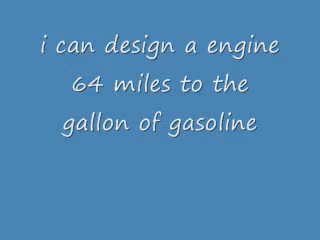 i can design a engine
64 miles to the
gallon of gasoline